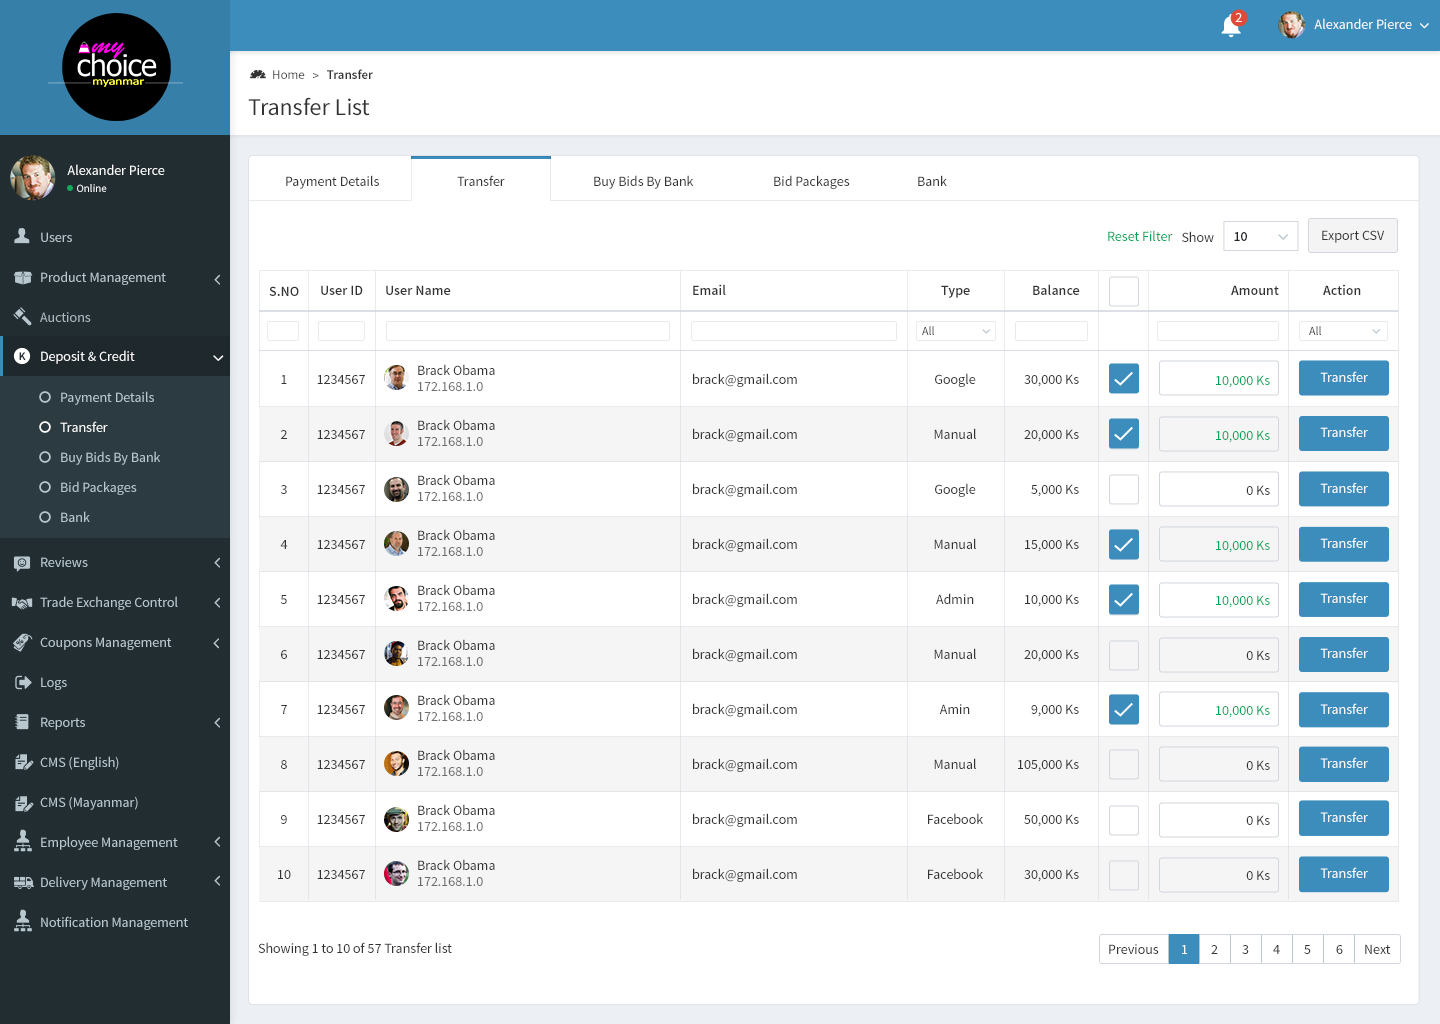 my
choice
myanmar
2
Alexander Pierce
Home > Transfer
Transfer List
Alexander Pierce
Online
Users
Product Management
Auctions
K
Deposit & Credit
Payment Details
Transfer
Buy Bids By Bank
Bid Packages
Bank
Reviews
Trade Exchange Control
Coupons Management
Logs
Reports
CMS (English)
CMS (Mayanmar)
Employee Management
Delivery Management
Notification Management
Payment Details Transfer Buy Bids By Bank Bid Packages Bank
Reset Filter Show 10 Export CSV
S.NO User ID User Name Email Type Balance Amount Action
All All
1 1234567 Brack Obama
172.168.1.0 brack@gmail.com Google 30,000 Ks 10,000 Ks Transfer
2 1234567 Brack Obama
172.168.1.0 brack@gmail.com Manual 20,000 Ks 10,000 Ks Transfer
3 1234567 Brack Obama
172.168.1.0 brack@gmail.com Google 5,000 Ks 0 Ks Transfer
4 1234567 Brack Obama
172.168.1.0 brack@gmail.com Manual 15,000 Ks 10,000 Ks Transfer
5 1234567 Brack Obama
172.168.1.0 brack@gmail.com Admin 10,000 Ks 10,000 Ks Transfer
6 1234567 Brack Obama
172.168.1.0 brack@gmail.com Manual 20,000 Ks 0 Ks Transfer
7 1234567 Brack Obama
172.168.1.0 brack@gmail.com Amin 9,000 Ks 10,000 Ks Transfer
8 1234567 Brack Obama
172.168.1.0 brack@gmail.com Manual 105,000 Ks 0 Ks Transfer
9 1234567 Brack Obama
172.168.1.0 brack@gmail.com Facebook 50,000 Ks 0 Ks Transfer
10 1234567 Brack Obama
172.168.1.0 brack@gmail.com Facebook 30,000 Ks 0 Ks Transfer
Showing 1 to 10 of 57 Transfer list
Previous 1 2 3 4 5 6 Next